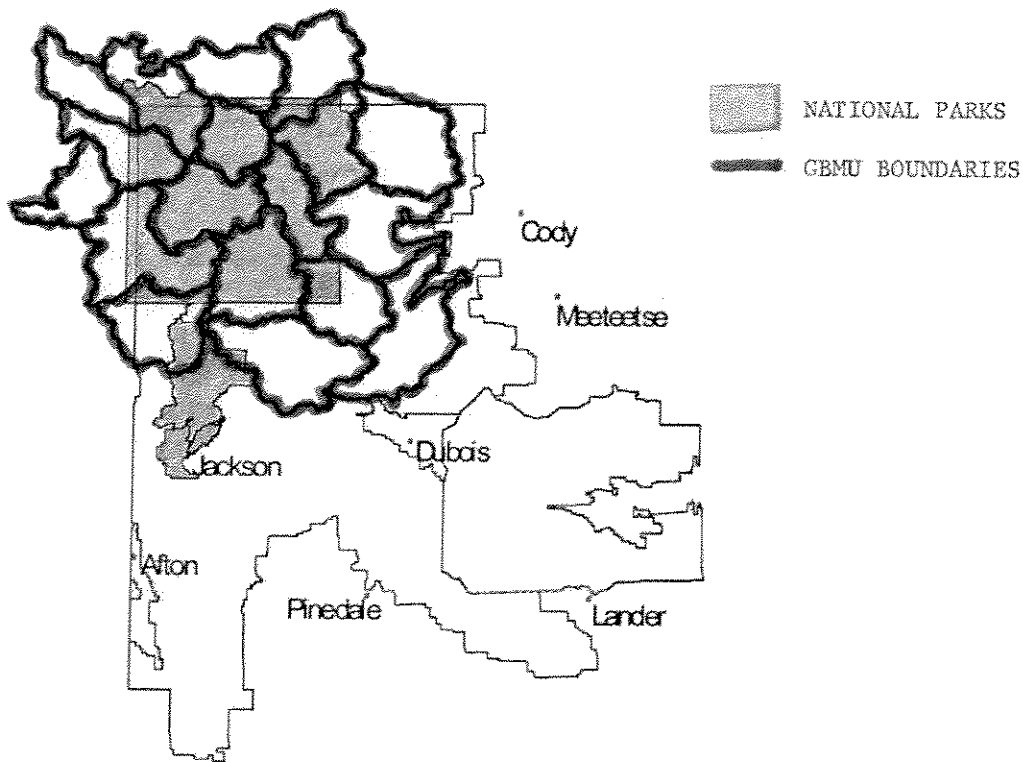 NATIONAL PARKS
GBMU BOUNDARIES
Cody
Meeteetse
Dubois
Jackson
Afton
Pinedale
Lander